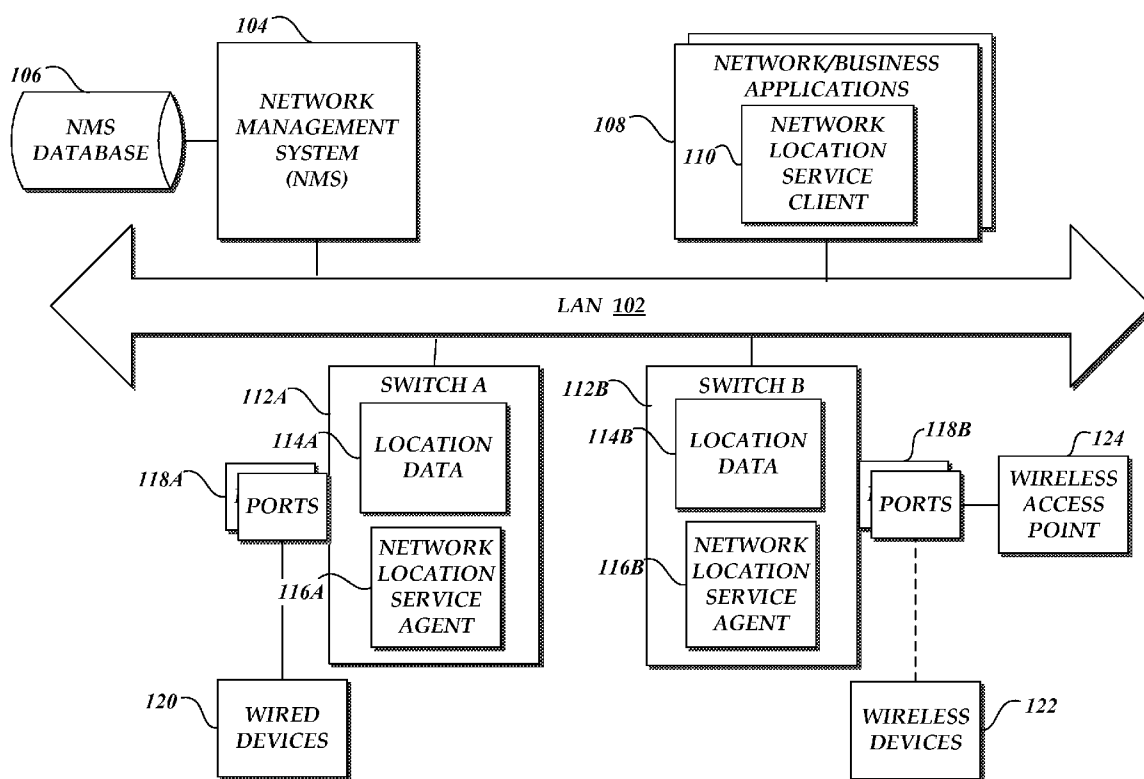 104
106
NMS
DATABASE
NETWORK
MANAGEMENT
SYSTEM
(NMS)
NETWORK/BUSINESS
APPLICATIONS
108
110
NETWORK
LOCATION
SERVICE
CLIENT
LAN 102
SWITCH A
112A
114A
LOCATION
DATA
118A
PORTS
116A
NETWORK
LOCATION
SERVICE
AGENT
120
WIRED
DEVICES
SWITCH B
112B
114B
LOCATION
DATA
118B
PORTS
124
WIRELESS
ACCESS
POINT
116B
NETWORK
LOCATION
SERVICE
AGENT
WIRELESS
DEVICES
122